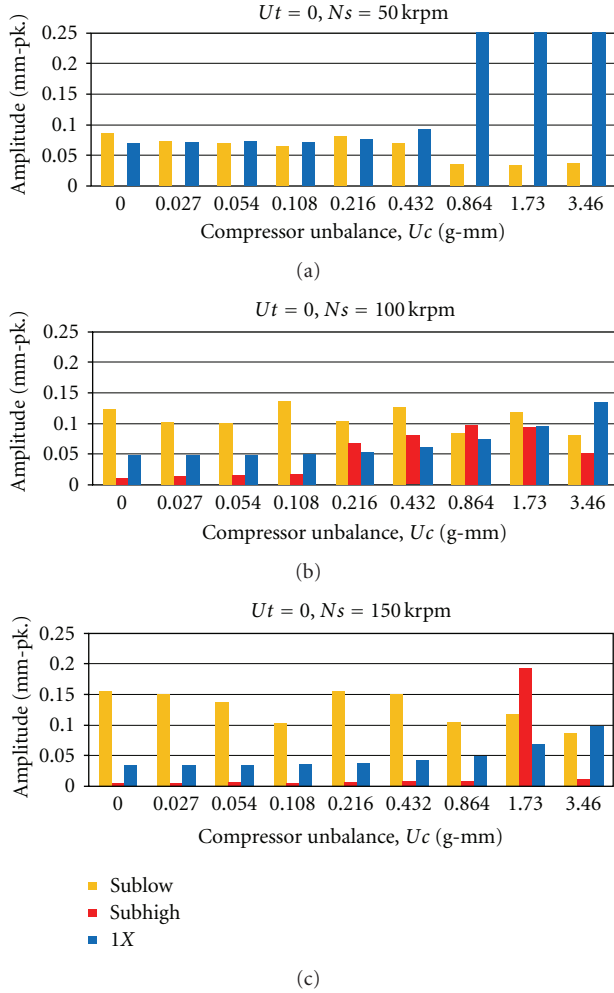 Ut = 0, Ns = 50 krpm
Amplitude (mm-pk.)
0.25
0.2
0.15
0.1
0.05
0
0 0.027 0.054 0.108 0.216 0.432 0.864 1.73 3.46
Compressor unbalance, Uc (g-mm)
(a)
Ut = 0, Ns = 100 krpm
Amplitude (mm-pk.)
0.25
0.2
0.15
0.1
0.05
0
0 0.027 0.054 0.108 0.216 0.432 0.864 1.73 3.46
Compressor unbalance, Uc (g-mm)
(b)
Ut = 0, Ns = 150 krpm
Amplitude (mm-pk.)
0.25
0.2
0.15
0.1
0.05
0
0 0.027 0.054 0.108 0.216 0.432 0.864 1.73 3.46
Compressor unbalance, Uc (g-mm)
Sublow
Subhigh
1X
(c)